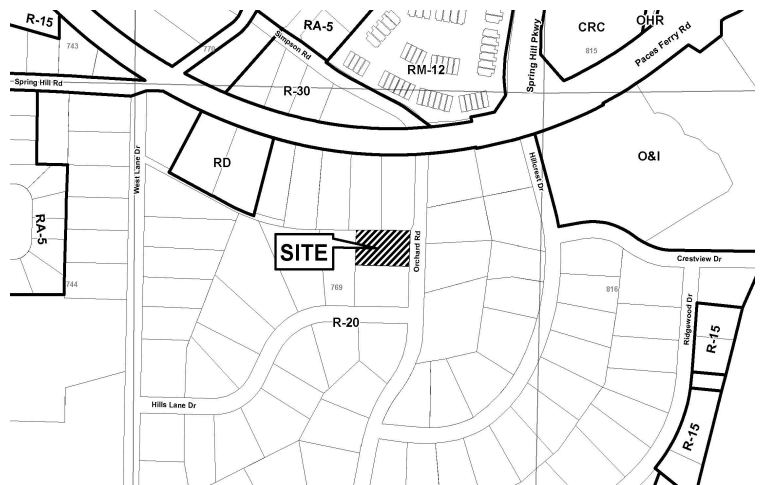 R-15
743
770
RA-5
Simpson Rd
RM-12
Spring Hill Pkwy
CRC
OHR
815
Paces Ferry Rd
Spring Hill Rd
R-30
West Lane Dr
RD
Hillcrest Dr
O&I
RA-5
SITE
Orchard Rd
Crestview Dr
744
769
816
R-20
Ridgewood Dr
R-15
Hills Lane Dr
R-15